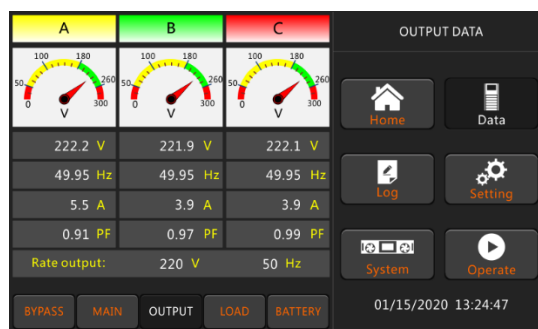 A B C OUTPUT DATA
100 180 100 180 100 180
50 260 50 260 50 260
0 V 300 0 V 300 0 V 300
Home Data
222.2 V 221.9 V 222.1 V
49.95 Hz 49.95 Hz 49.95 Hz
Log Setting
5.5 A 3.9 A 3.9 A
0.91 PF 0.97 PF 0.99 PF
Rate output: 220 V 50 Hz
System Operate
BYPASS MAIN OUTPUT LOAD BATTERY
01/15/2020 13:24:47